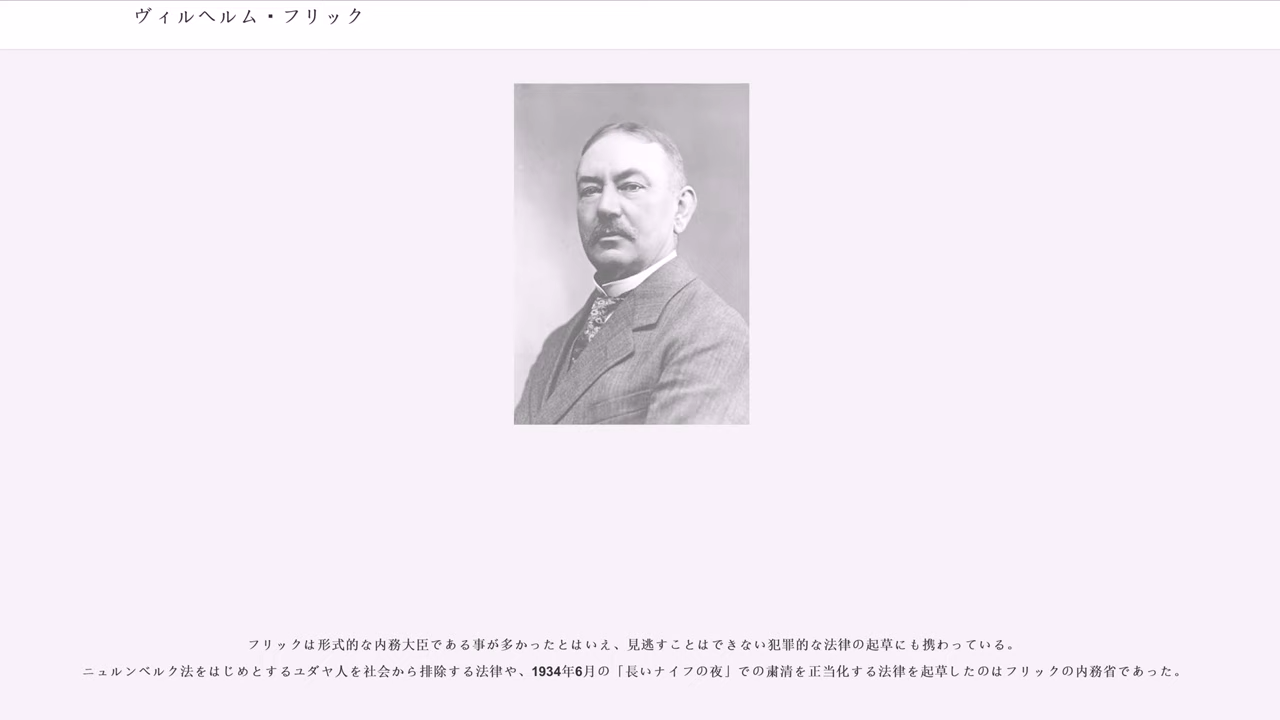 ヴィルヘルム・フリック
フリックは形式的な内務大臣である事が多かったとはいえ、見逃すことはできない犯罪的な法律の起草にも携わっている。
ニュルンベルク法をはじめとするユダヤ人を社会から排除する法律や、1934年6月の「長いナイフの夜」での粛清を正当化する法律を起草したのはフリックの内務省であった。